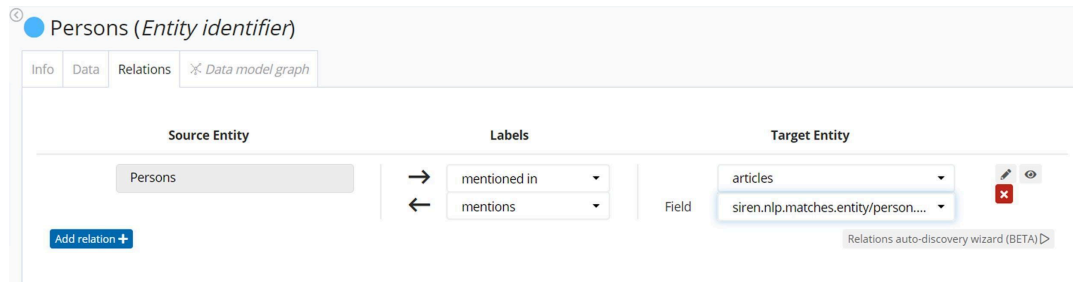 Persons (Entity identifier)
Info Data Relations Data model graph
Source Entity Labels Target Entity
Persons mentioned in articles
mentions Field siren.nlp.matches.entity/person....
Add relation Relations auto-discovery wizard (BETA)